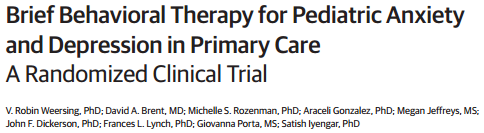 Brief Behavioral Therapy for Pediatric Anxiety
and Depression in Primary Care
A Randomized Clinical Trial
V. Robin Weersing, PhD; David A. Brent, MD; Michelle S. Rozenman, PhD; Araceli Gonzalez, PhD; Megan Jeffreys, MS;
John F. Dickerson, PhD; Frances L. Lynch, PhD; Giovanna Porta, MS; Satish Iyengar, PhD